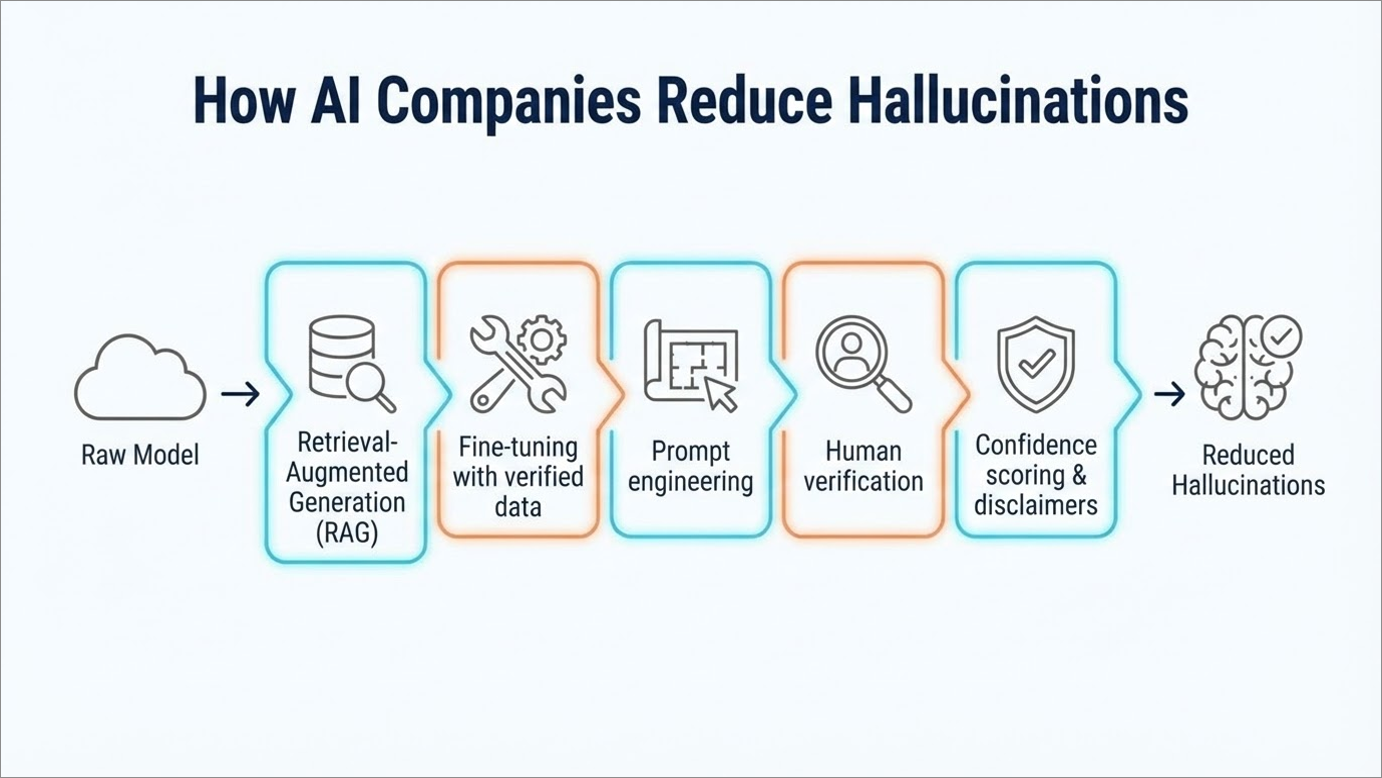 How AI Companies Reduce Hallucinations
Raw Model
Retrieval-
Augmented
Generation
(RAG)
Fine-tuning
with verified
data
Prompt
engineering
Human
verification
Confidence
scoring &
disclaimers
Reduced
Hallucinations